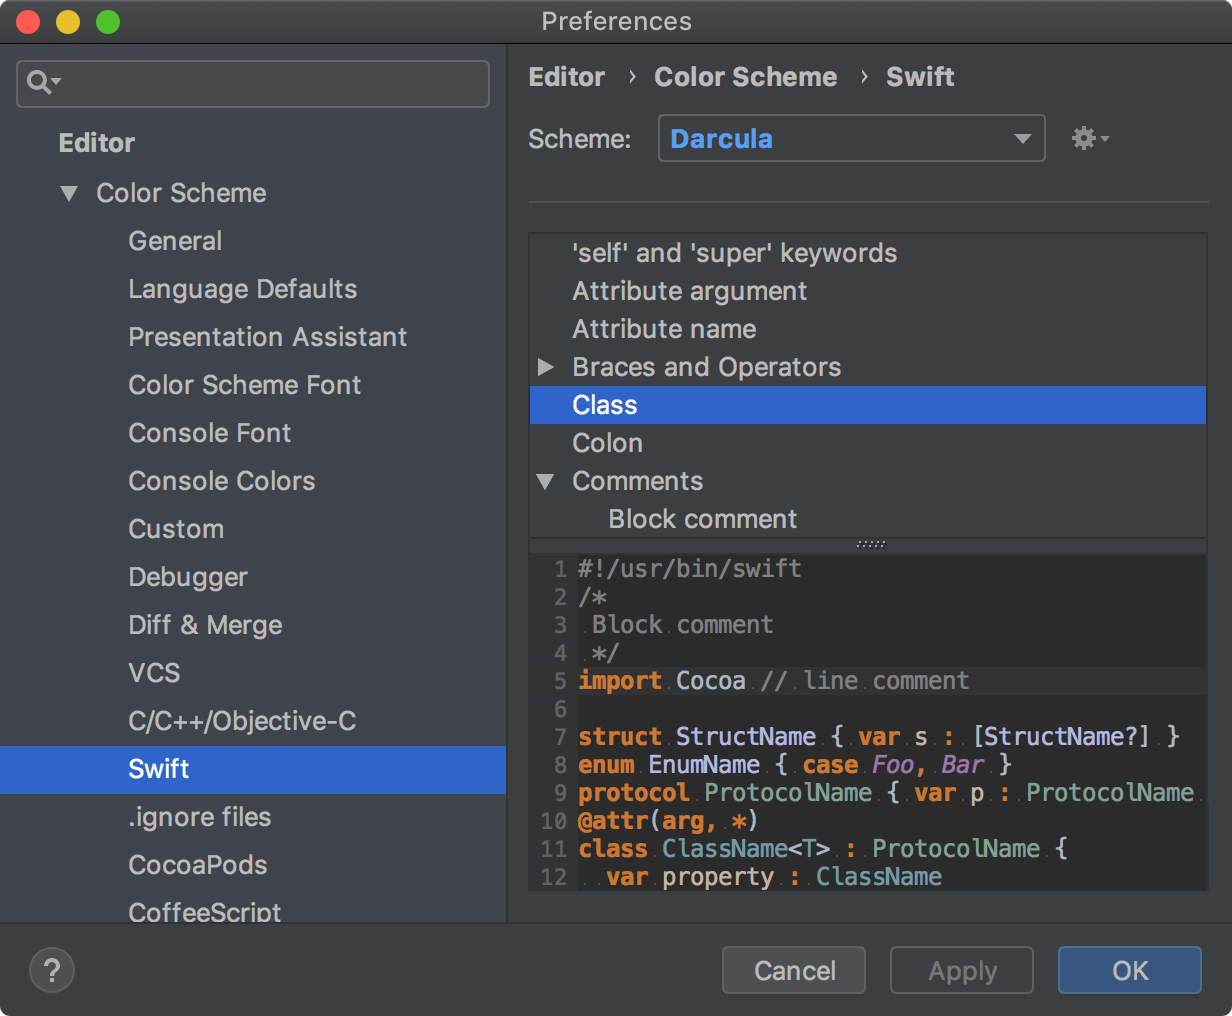 Preferences
Editor
Color Scheme
General
Language Defaults
Presentation Assistant
Color Scheme Font
Console Font
Console Colors
Custom
Debugger
Diff & Merge
VCS
C/C++/Objective-C
Swift
.ignore files
CocoaPods
CoffeeScript
Editor › Color Scheme › Swift
Scheme: Darcula
'self' and 'super' keywords
Attribute argument
Attribute name
Braces and Operators
Class
Colon
Comments
Block comment
1 #!/usr/bin/swift
2 /*
3 Block comment
4 */
5 import Cocoa // line comment
6
7 struct StructName { var s : [StructName?] }
8 enum EnumName { case Foo, Bar }
9 protocol ProtocolName { var p : ProtocolName
10 @attr(arg, *)
11 class ClassName<T> : ProtocolName {
12 var property : ClassName
? Cancel Apply OK